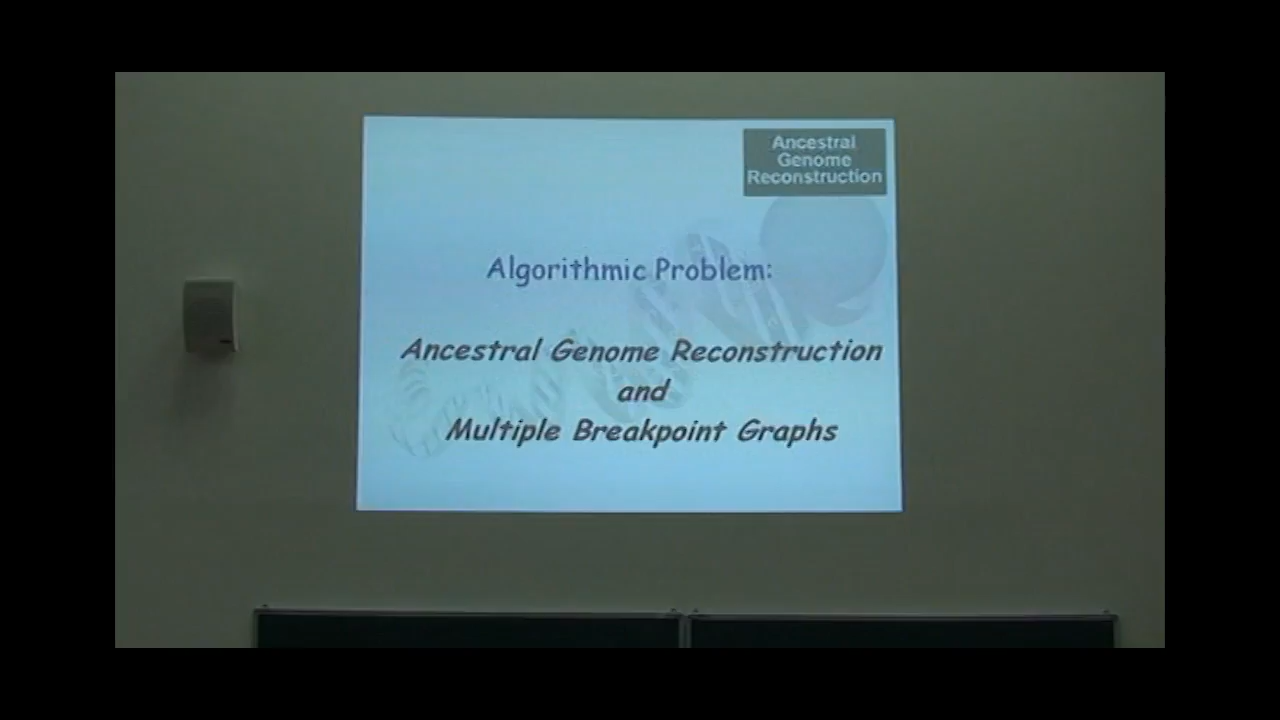 Ancestral
Genome
Reconstruction
Algorithmic Problem:
Ancestral Genome Reconstruction
and
Multiple Breakpoint Graphs